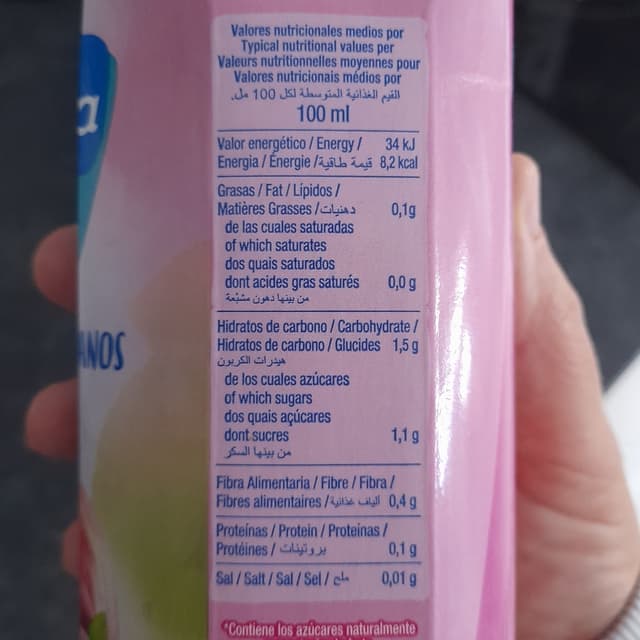 a
ANOS
Valores nutricionales medios por
Typical nutritional values per
Valeurs nutritionnelles moyennes pour
Valores nutricionais médios por
القيم الغذائية المتوسطة لكل 100 مل.
100 ml
Valor energético / Energy / 34 kJ
Energia / Énergie / قيمة طاقية 8,2 kcal
Grasas / Fat / Lípidos /
Matières Grasses / دهنيات 0,1g
de las cuales saturadas
of which saturates
dos quais saturados
dont acides gras saturés 0,0 g
من بينها دهون مشبّعة
Hidratos de carbono / Carbohydrate /
Hidratos de carbono / Glucides 1,5 g
هيدرات الكربون
de los cuales azúcares
of which sugars
dos quais açúcares
dont sucres 1,1 g
من بينها السكر
Fibra Alimentaria / Fibre / Fibra /
Fibres alimentaires / ألياف غذائية 0,4 g
Proteínas / Protein / Proteinas /
Protéines / بروتينات 0,1 g
Sal / Salt / Sal / Sel / ملح 0,01 g
*Contiene los azúcares naturalmente